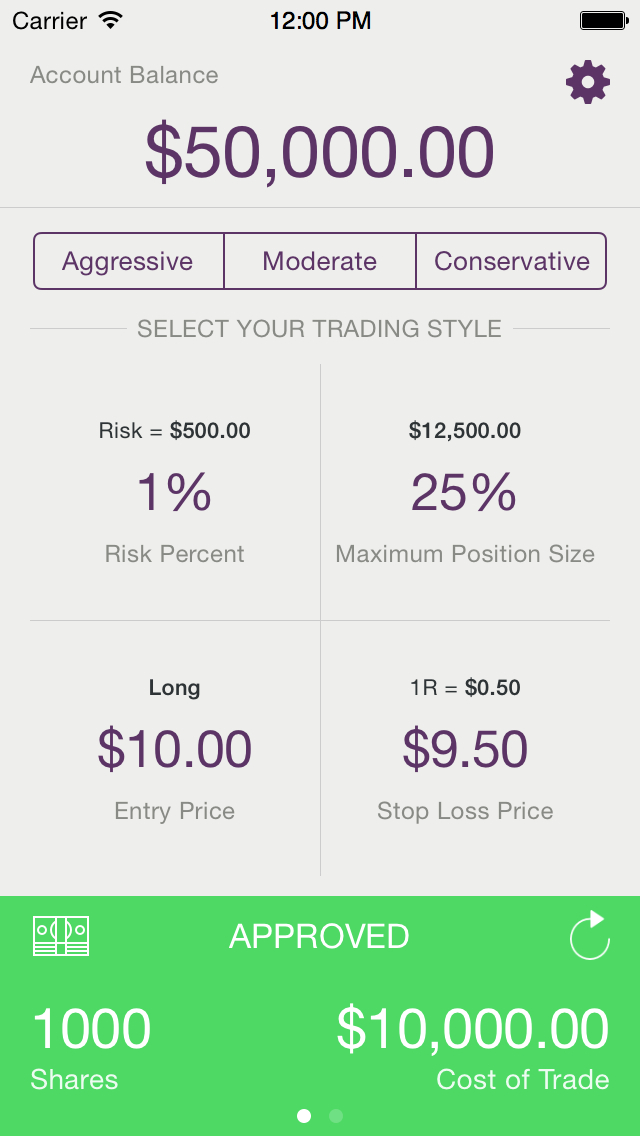 Carrier 12:00 PM
Account Balance
$50,000.00
Aggressive Moderate Conservative
SELECT YOUR TRADING STYLE
Risk = $500.00 $12,500.00
1% 25%
Risk Percent Maximum Position Size
Long 1R = $0.50
$10.00 $9.50
Entry Price Stop Loss Price
APPROVED
1000 $10,000.00
Shares Cost of Trade